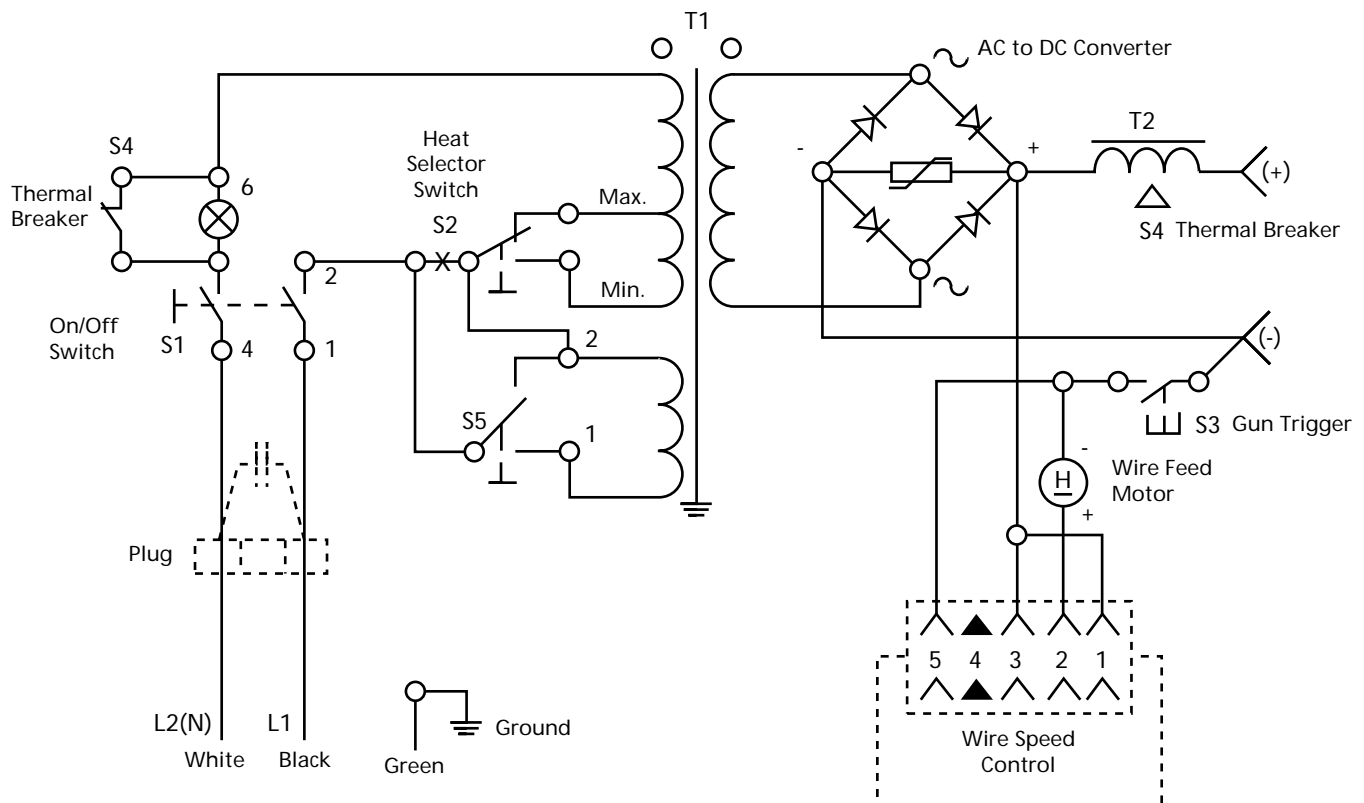 T1
AC to DC Converter
S4
Thermal
Breaker
6
Heat
Selector
Switch
S2
Max.
Min.
-
+
T2
(+)
S4 Thermal Breaker
2
On/Off
Switch
S1
4
1
2
S5
1
(-)
S3 Gun Trigger
-
H
+
Wire Feed
Motor
Plug
5 4 3 2 1
Wire Speed
Control
L2(N)
White
L1
Black
Ground
Green